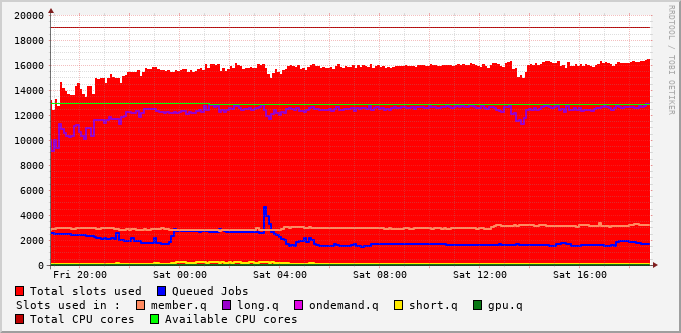 20000
18000
16000
14000
12000
10000
8000
6000
4000
2000
0
Fri 20:00 Sat 00:00 Sat 04:00 Sat 08:00 Sat 12:00 Sat 16:00
RRDTOOL / TOBI OETIKER
Total slots used Queued Jobs
Slots used in : member.q long.q ondemand.q short.q gpu.q
Total CPU cores Available CPU cores